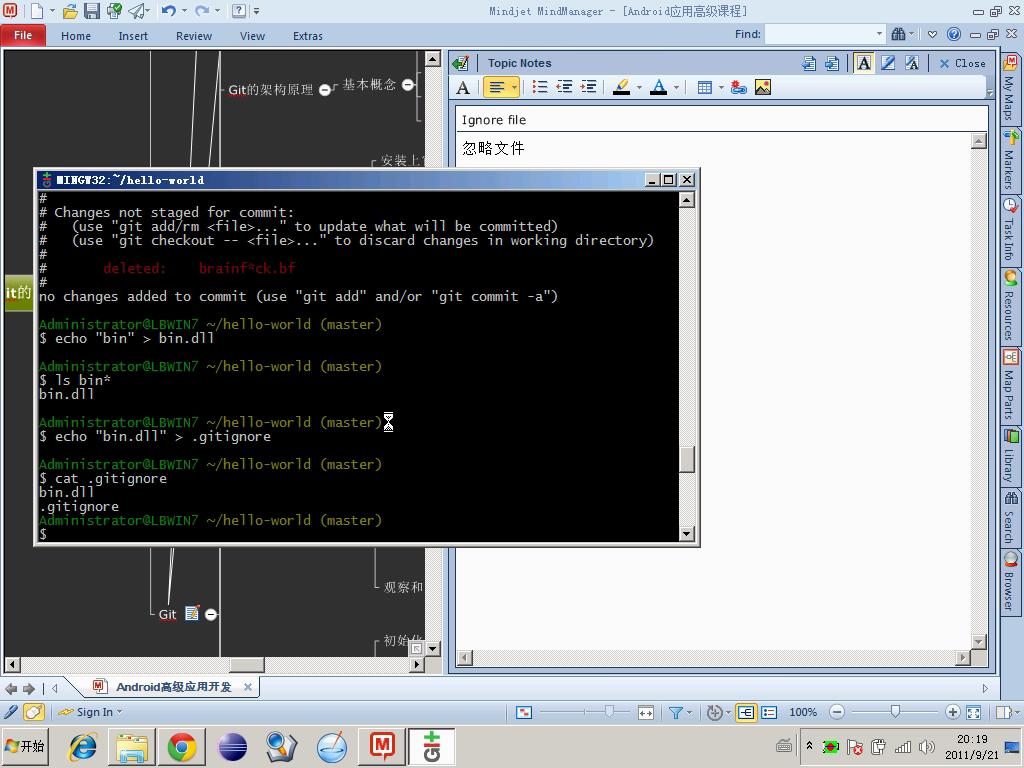 Mindjet MindManager - [Android应用高级课程]
File Home Insert Review View Extras Find:
Git的架构原理
基本概念
安装上
it的
观察和
Git
初始化
Topic Notes
Close
Ignore file
忽略文件
MINGW32:~/hello-world
#
# Changes not staged for commit:
#   (use "git add/rm <file>..." to update what will be committed)
#   (use "git checkout -- <file>..." to discard changes in working directory)
#
#       deleted:    brainf*ck.bf
#
no changes added to commit (use "git add" and/or "git commit -a")
Administrator@LBWIN7 ~/hello-world (master)
$ echo "bin" > bin.dll
Administrator@LBWIN7 ~/hello-world (master)
$ ls bin*
bin.dll
Administrator@LBWIN7 ~/hello-world (master)
$ echo "bin.dll" > .gitignore
Administrator@LBWIN7 ~/hello-world (master)
$ cat .gitignore
bin.dll
.gitignore
Administrator@LBWIN7 ~/hello-world (master)
$
My Maps
Markers
Task Info
Resources
Map Parts
Library
Search
Browser
Android高级应用开发
Sign In
100%
开始
20:19
2011/9/21